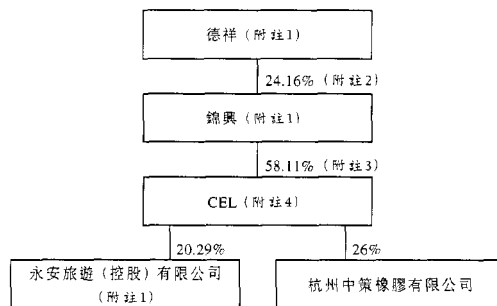 德祥（附註1）
24.16%（附註2）
錦興（附註1）
58.11%（附註3）
CEL（附註4）
20.29%
26%
永安旅遊（控股）有限公司
（附註1）
杭州中策橡膠有限公司